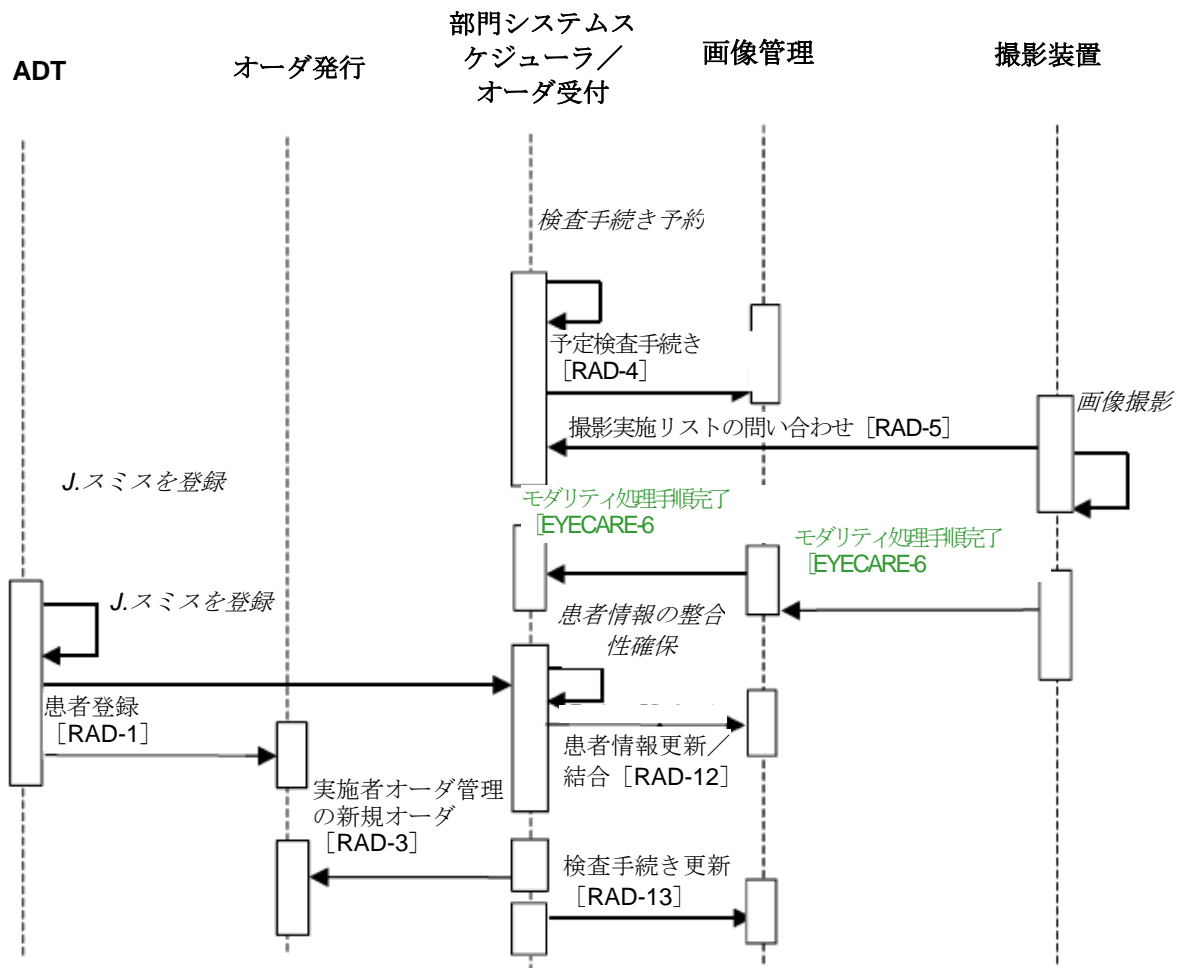 ADT
オーダ発行
部門システムス
ケジューラ／
オーダ受付
画像管理
撮影装置
検査手続き予約
予定検査手続き
［RAD-4］
画像撮影
撮影実施リストの問い合わせ［RAD-5］
J.スミスを登録
モダリティ処理手順完了
［EYECARE-6
モダリティ処理手順完了
［EYECARE-6
J.スミスを登録
患者情報の整合
性確保
患者登録
［RAD-1］
患者情報更新／
結合［RAD-12］
実施者オーダ管理
の新規オーダ
［RAD-3］
検査手続き更新
［RAD-13］